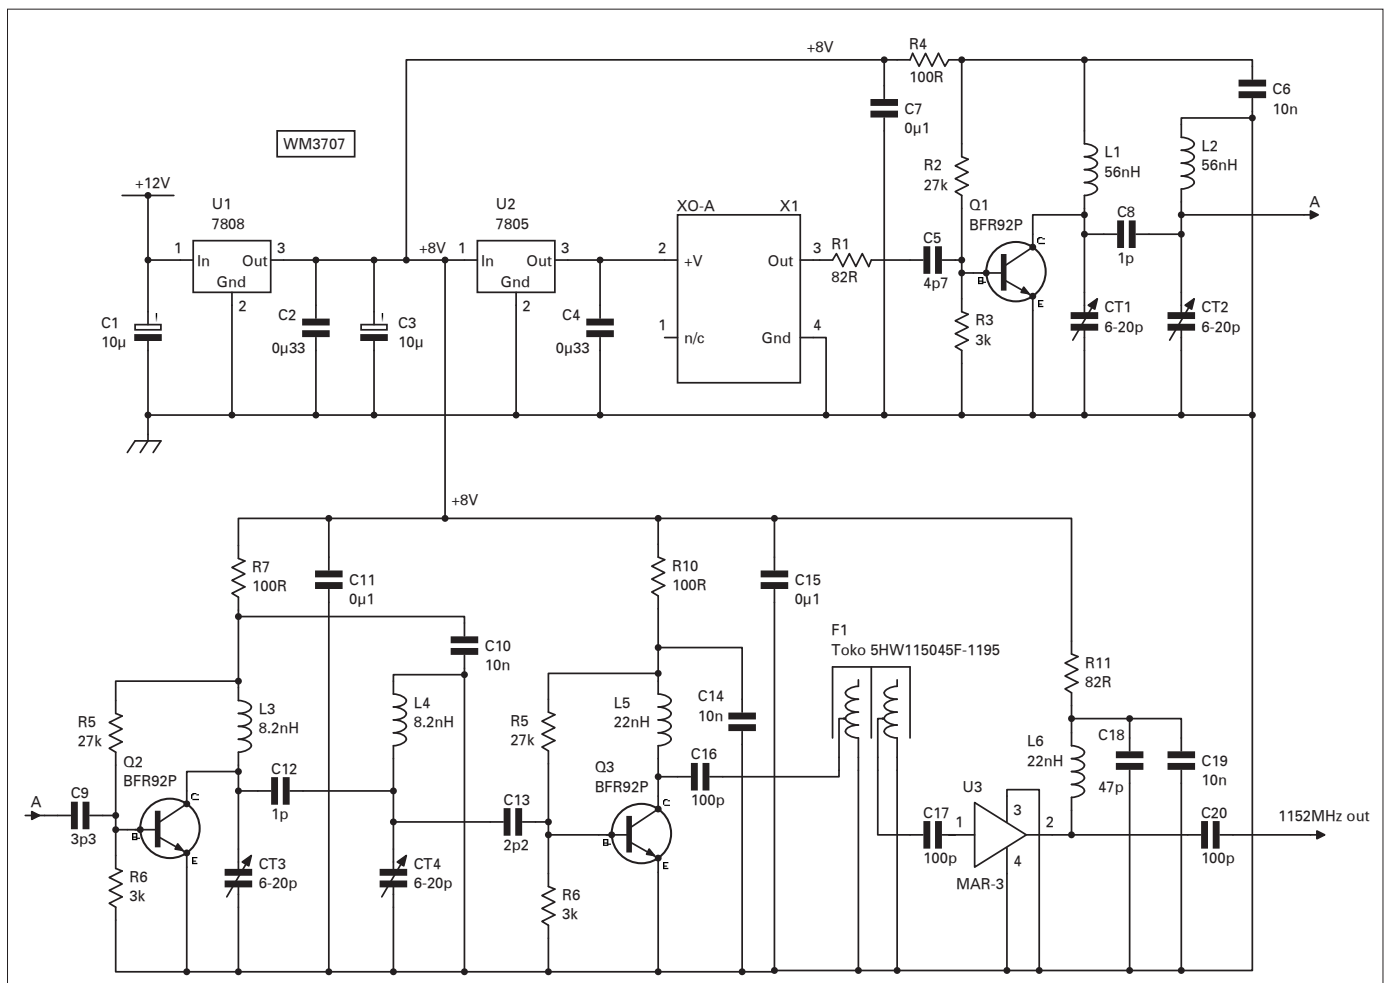 +8V
R4
100R
C6
10n
C7
0µ1
WM3707
L1
56nH
L2
56nH
R2
27k
+12V
U1
7808
U2
7805
XO-A
X1
Q1
BFR92P
C8
1p
A
1
In
Out
3
Gnd
2
+8V
1
In
Out
3
Gnd
2
2
+V
Out
3
R1
82R
C5
4p7
C
B
E
C1
10µ
C2
0µ33
C3
10µ
C4
0µ33
1
n/c
Gnd
4
R3
3k
CT1
6-20p
CT2
6-20p
+8V
R7
100R
C11
0µ1
R10
100R
C15
0µ1
C10
10n
F1
Toko 5HW115045F-1195
R11
82R
R5
27k
L3
8.2nH
L4
8.2nH
R5
27k
L5
22nH
C14
10n
L6
22nH
C18
47p
C19
10n
Q2
BFR92P
C12
1p
Q3
BFR92P
C16
100p
U3
A
C9
3p3
C
B
E
C13
2p2
C
B
E
C17
100p
1
3
2
4
MAR-3
C20
100p
1152MHz out
R6
3k
CT3
6-20p
CT4
6-20p
R6
3k